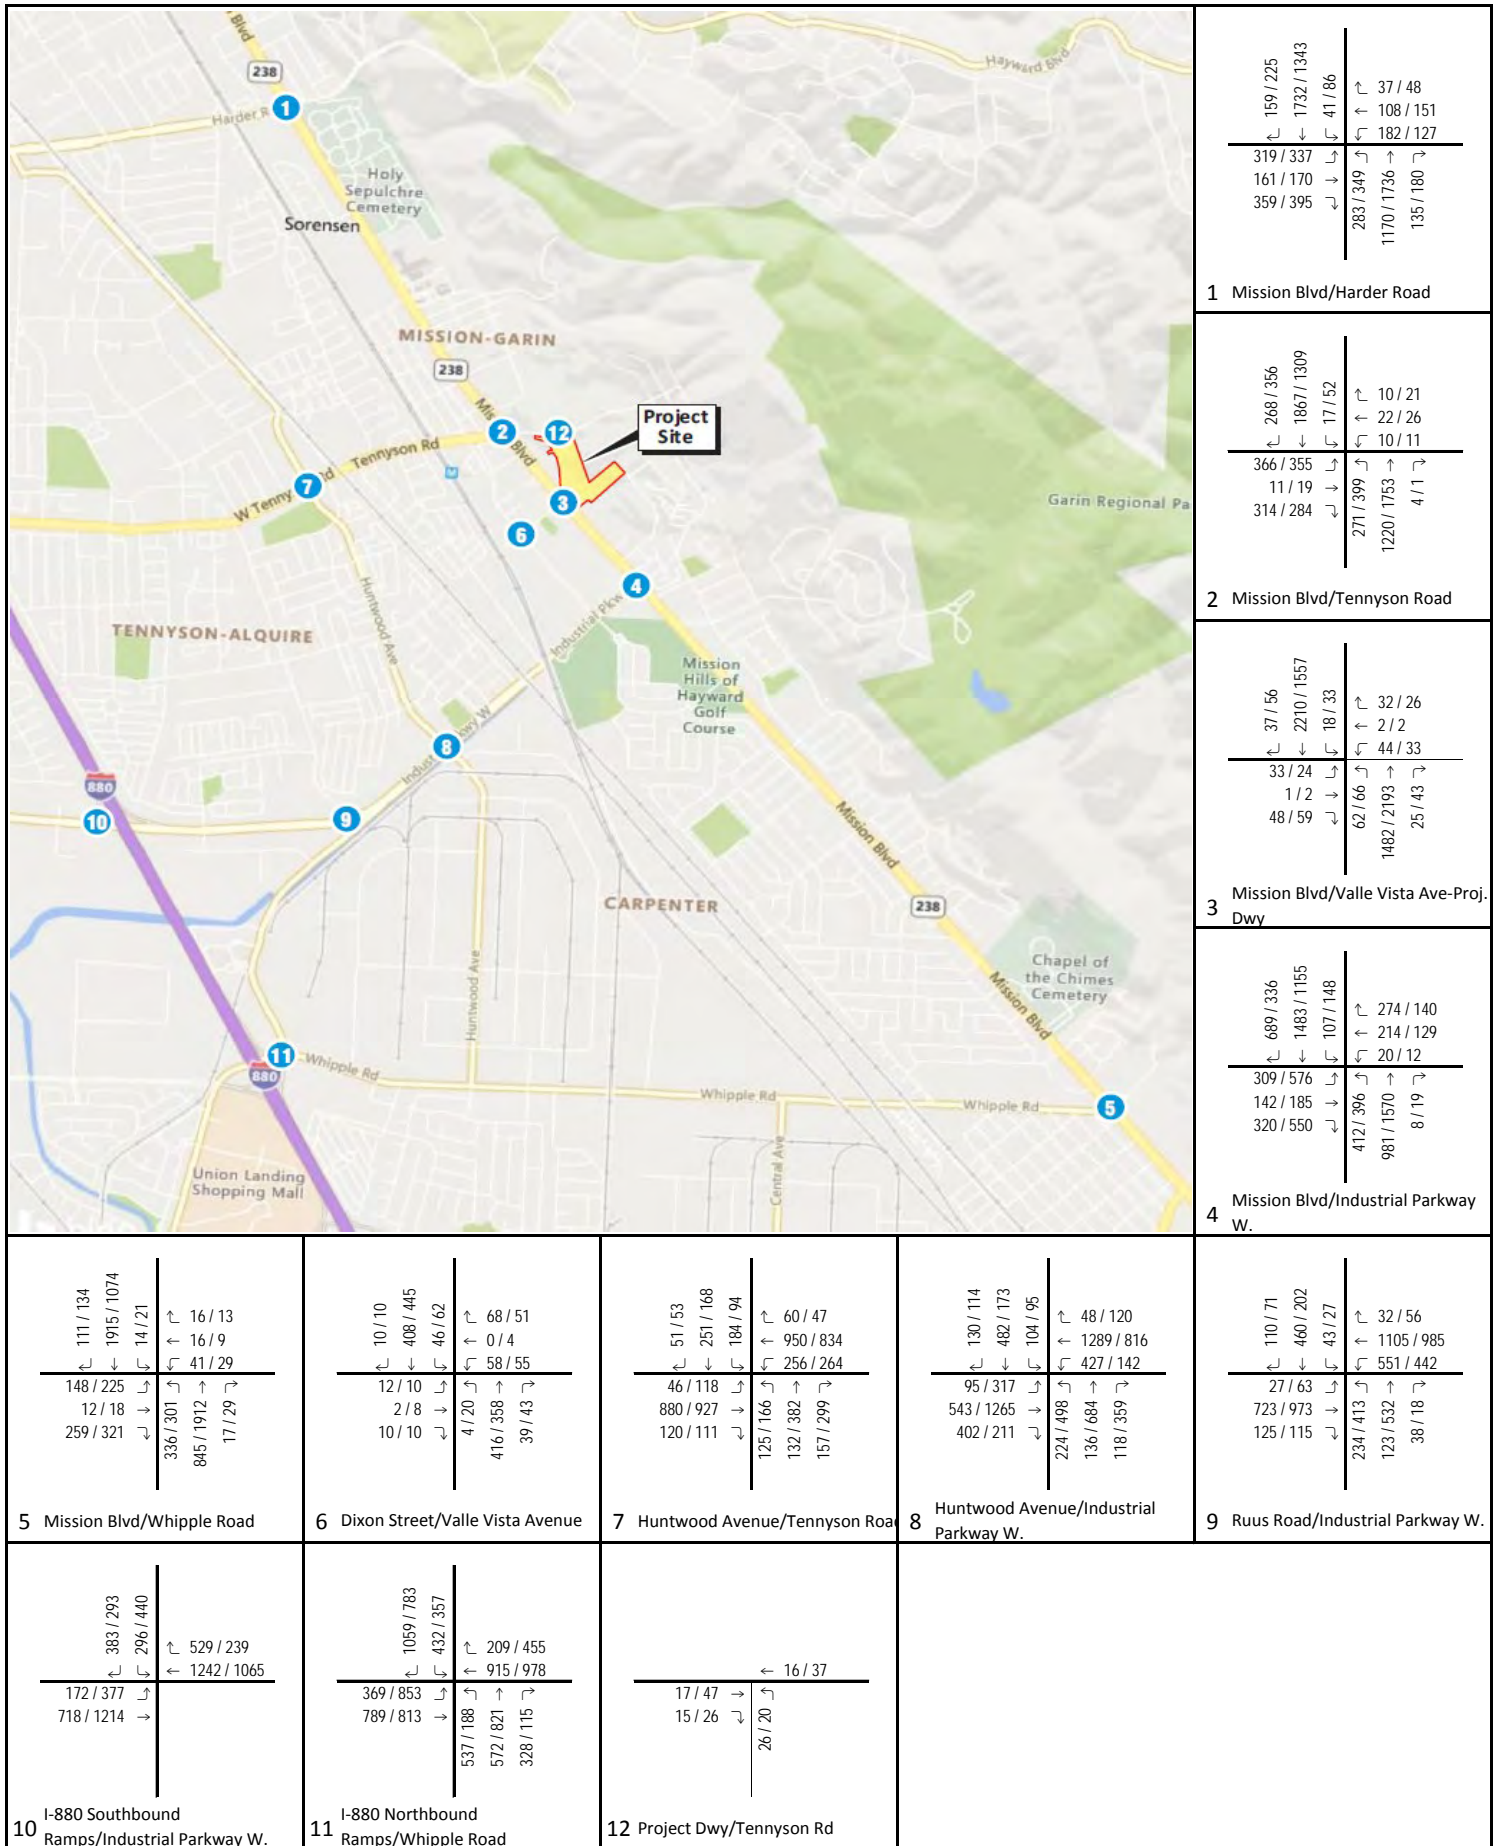 Blvd
238
1
Harder R
Hayward Blvd
Holy
Sepulchre
Cemetery
Sorensen
MISSION-GARIN
238
Project
Site
Mis
Blvd
2
12
Tennyson Rd
7
W Tenny
Rd
3
6
Garin Regional Pa
4
Industrial Pkw
Huntwood Ave
TENNYSON-ALQUIRE
Mission
Hills of
Hayward
Golf
Course
8
Indust
kwy W
880
10
9
Mission Blvd
CARPENTER
238
Chapel of
the Chimes
Cemetery
Mission Blvd
Huntwood Ave
11
880
Whipple Rd
Whipple Rd
Whipple Rd
5
Central Ave
Union Landing
Shopping Mall
159 / 225
1732 / 1343
41 / 86
↑ 37 / 48
← 108 / 151
182 / 127
319 / 337
161 / 170 →
359 / 395
283 / 349
1170 / 1736
135 / 180
1 Mission Blvd/Harder Road
268 / 356
1867 / 1309
17 / 52
10 / 21
← 22 / 26
10 / 11
366 / 355
11 / 19 →
314 / 284
271 / 399
1220 / 1753
4 / 1
2 Mission Blvd/Tennyson Road
37 / 56
2210 / 1557
18 / 33
32 / 26
← 2 / 2
44 / 33
33 / 24
1 / 2 →
48 / 59
62 / 66
1482 / 2193
25 / 43
3 Mission Blvd/Valle Vista Ave-Proj.
Dwy
689 / 336
1483 / 1155
107 / 148
274 / 140
← 214 / 129
20 / 12
309 / 576
142 / 185 →
320 / 550
412 / 396
981 / 1570
8 / 19
4 Mission Blvd/Industrial Parkway
W.
111 / 134
1915 / 1074
14 / 21
16 / 13
← 16 / 9
41 / 29
148 / 225
12 / 18 →
259 / 321
336 / 301
845 / 1912
17 / 29
5 Mission Blvd/Whipple Road
10 / 10
408 / 445
46 / 62
68 / 51
← 0 / 4
58 / 55
12 / 10
2 / 8 →
10 / 10
4 / 20
416 / 358
39 / 43
6 Dixon Street/Valle Vista Avenue
51 / 53
251 / 168
184 / 94
60 / 47
← 950 / 834
256 / 264
46 / 118
880 / 927 →
120 / 111
125 / 166
132 / 382
157 / 299
7 Huntwood Avenue/Tennyson Road
130 / 114
482 / 173
104 / 95
48 / 120
← 1289 / 816
427 / 142
95 / 317
543 / 1265 →
402 / 211
224 / 498
136 / 684
118 / 359
8 Huntwood Avenue/Industrial
Parkway W.
110 / 71
460 / 202
43 / 27
32 / 56
← 1105 / 985
551 / 442
27 / 63
723 / 973 →
125 / 115
234 / 413
123 / 532
38 / 18
9 Ruus Road/Industrial Parkway W.
383 / 293
296 / 440
529 / 239
← 1242 / 1065
172 / 377
718 / 1214 →
10 I-880 Southbound
Ramps/Industrial Parkway W.
1059 / 783
432 / 357
209 / 455
← 915 / 978
369 / 853
789 / 813 →
537 / 188
572 / 821
328 / 115
11 I-880 Northbound
Ramps/Whipple Road
← 16 / 37
17 / 47 →
15 / 26
26 / 20
12 Project Dwy/Tennyson Rd